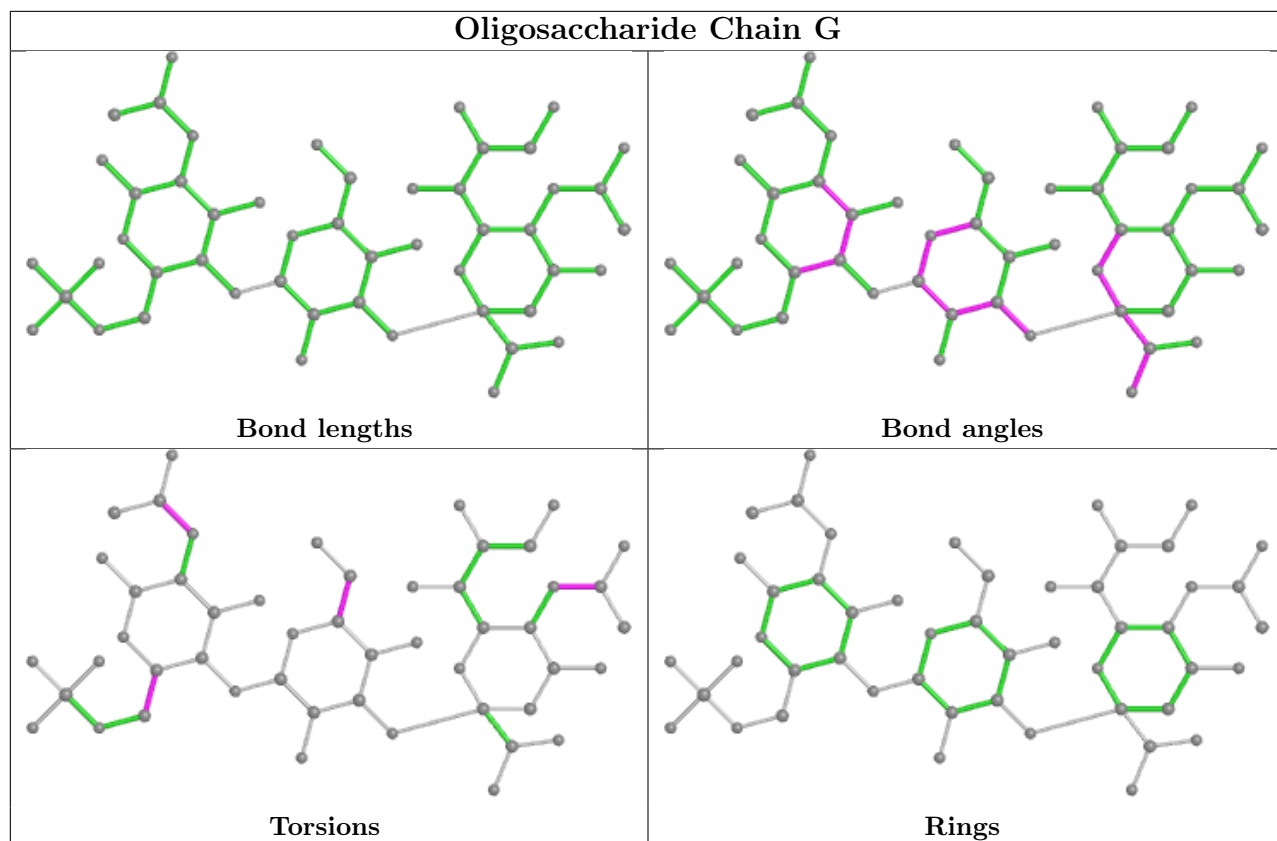 Oligosaccharide Chain G
Bond lengths
Bond angles
Torsions
Rings